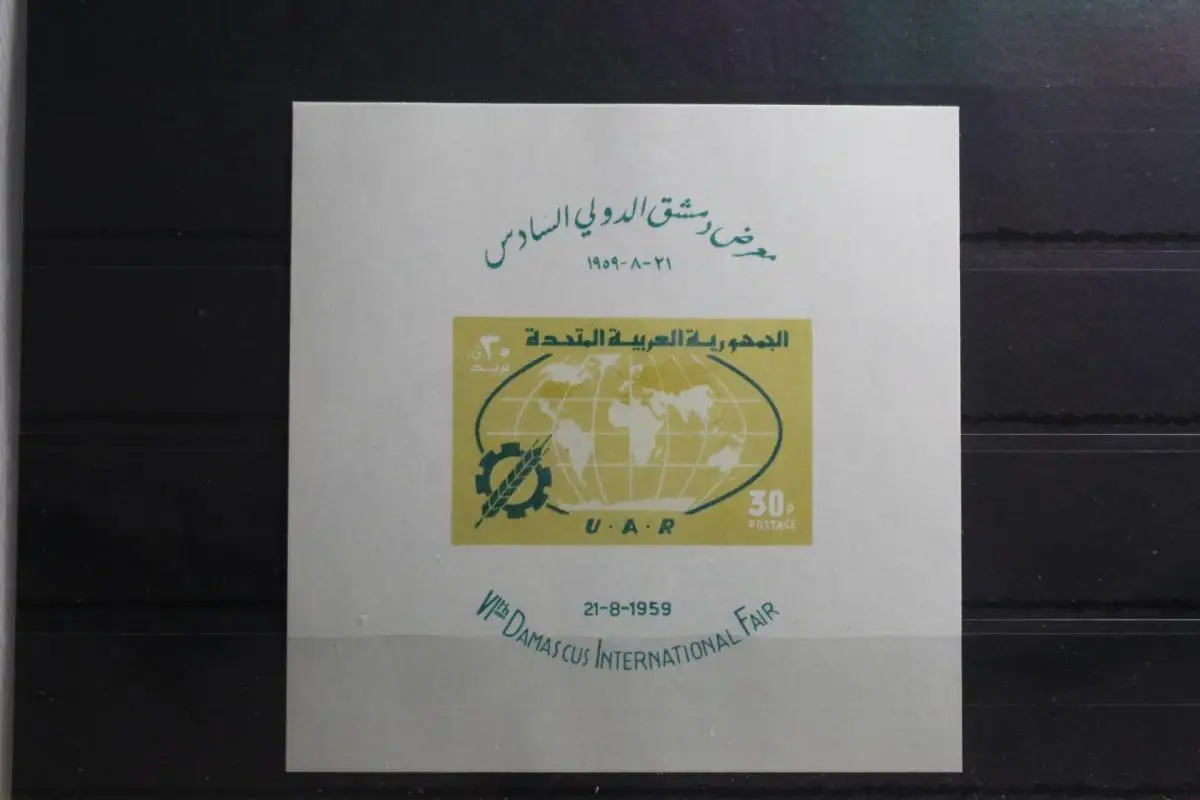 معرض دمشق الدولي السادس
٢١-٨-١٩٥٩
الجمهورية العربية المتحدة
٣٠ ق
بريد
30p
POSTAGE
U·A·R
21-8-1959
VIth DAMASCUS INTERNATIONAL FAIR